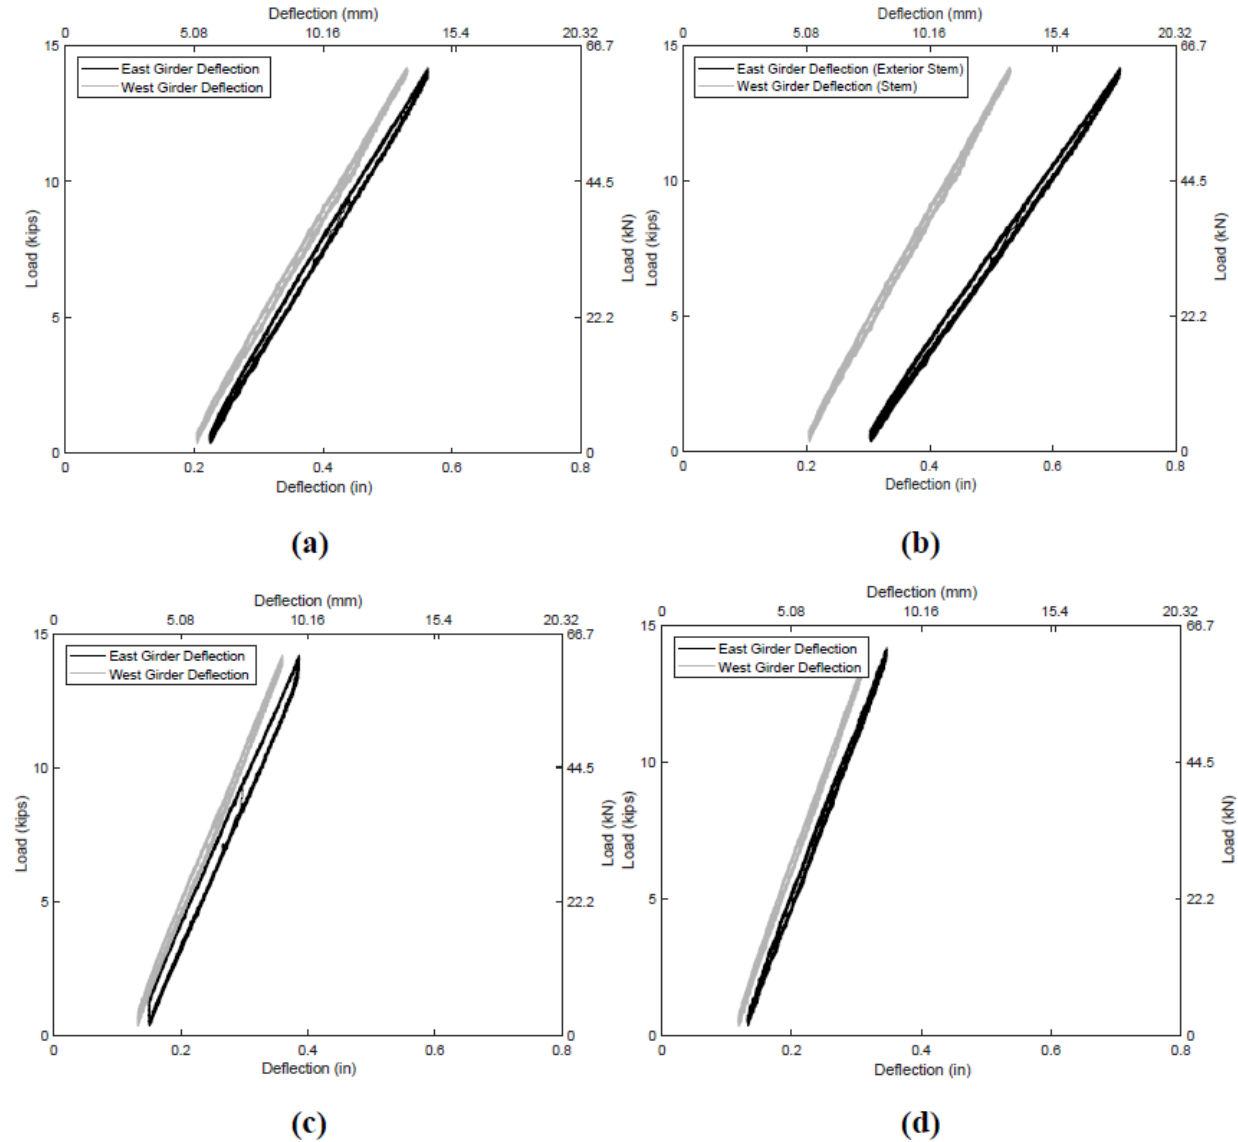 Deflection (mm)
0 5.08 10.16 15.4 20.32
15 66.7
East Girder Deflection
West Girder Deflection
10 44.5
Load (kips)
Load (kN)
5 22.2
0 0
0 0.2 0.4 0.6 0.8
Deflection (in)
(a)
Deflection (mm)
0 5.08 10.16 15.4 20.32
15 66.7
East Girder Deflection (Exterior Stem)
West Girder Deflection (Stem)
10 44.5
Load (kips)
Load (kN)
5 22.2
0 0
0 0.2 0.4 0.6 0.8
Deflection (in)
(b)
Deflection (mm)
0 5.08 10.16 15.4 20.32
15 66.7
East Girder Deflection
West Girder Deflection
10 44.5
Load (kips)
Load (kN)
5 22.2
0 0
0 0.2 0.4 0.6 0.8
Deflection (in)
(c)
Deflection (mm)
0 5.08 10.16 15.4 20.32
15 66.7
East Girder Deflection
West Girder Deflection
10 44.5
Load (kips)
Load (kN)
5 22.2
0 0
0 0.2 0.4 0.6 0.8
Deflection (in)
(d)